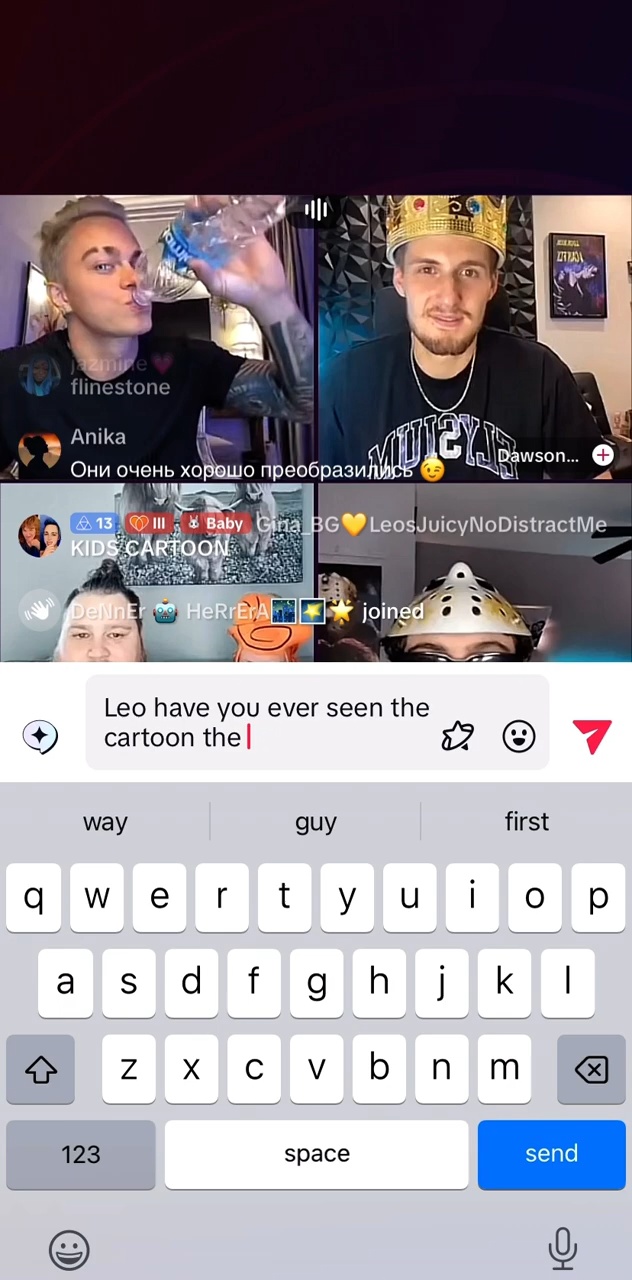 jazmine ❤️
flinestone
Anika
Они очень хорошо преобразились 😉
Dawson...
13 III Baby Gina_BG💛LeosJuicyNoDistractMe
KIDS CARTOON
DeNnEr 🤖 HeRrErA🎆🌠🌟 joined
Leo have you ever seen the
cartoon the
way guy first
q w e r t y u i o p
a s d f g h j k l
z x c v b n m
123 space send